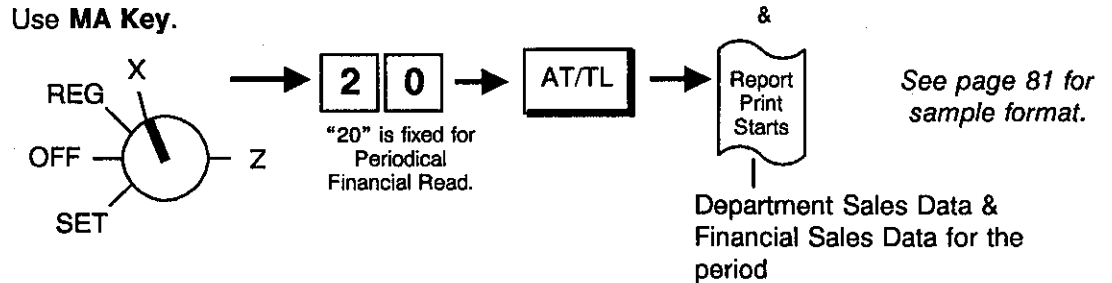 Use MA Key.
&
X
REG
OFF
Z
SET
2 0
"20" is fixed for
Periodical
Financial Read.
AT/TL
Report
Print
Starts
See page 81 for
sample format.
Department Sales Data &
Financial Sales Data for the
period